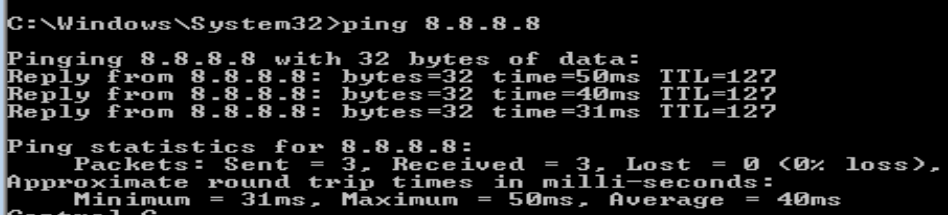 C:\Windows\System32>ping 8.8.8.8
Pinging 8.8.8.8 with 32 bytes of data:
Reply from 8.8.8.8: bytes=32 time=50ms TTL=127
Reply from 8.8.8.8: bytes=32 time=40ms TTL=127
Reply from 8.8.8.8: bytes=32 time=31ms TTL=127
Ping statistics for 8.8.8.8:
Packets: Sent = 3, Received = 3, Lost = 0 (0% loss),
Approximate round trip times in milli-seconds:
Minimum = 31ms, Maximum = 50ms, Average = 40ms
Control-C